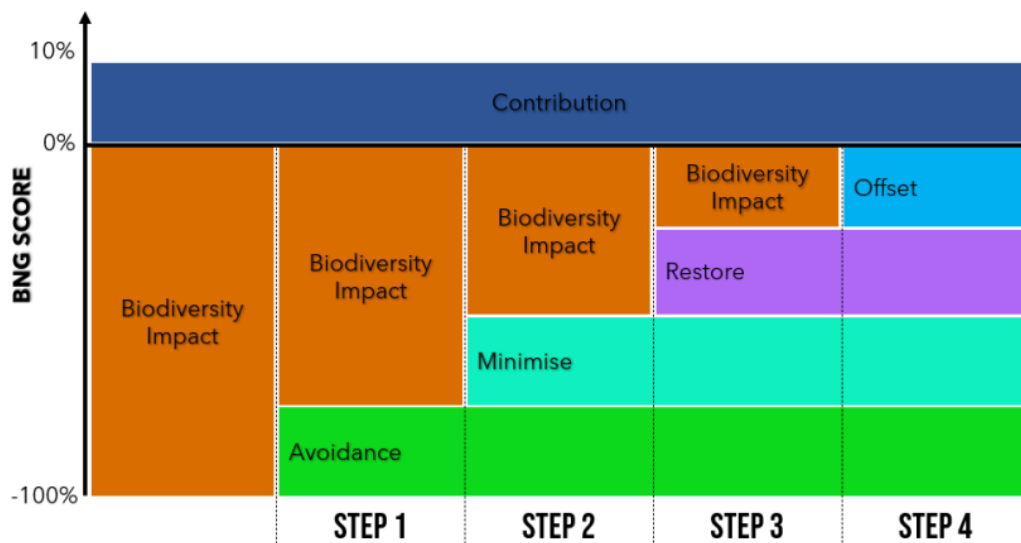 10%
Contribution
0%
BNG SCORE
Biodiversity
Impact
Biodiversity
Impact
Biodiversity
Impact
Biodiversity
Impact
Offset
Restore
Minimise
Avoidance
-100%
STEP 1
STEP 2
STEP 3
STEP 4